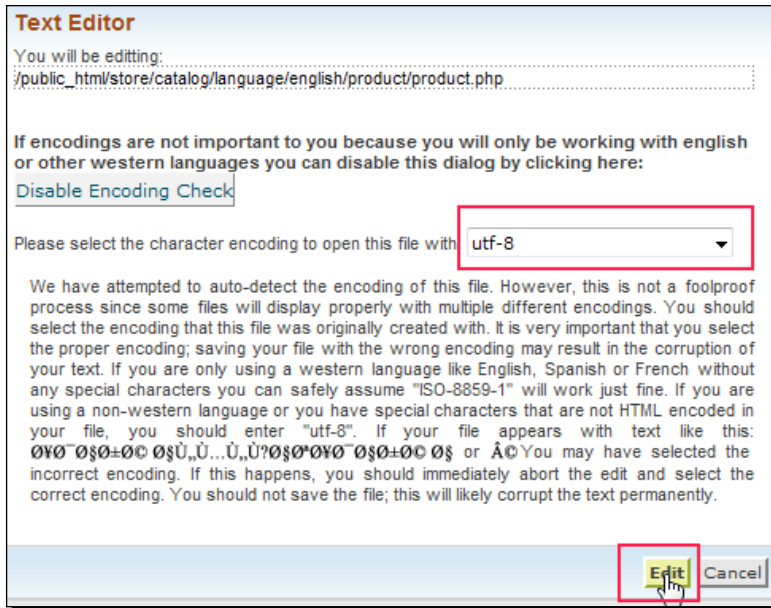 Text Editor
You will be editting:
/public_html/store/catalog/language/english/product/product.php
If encodings are not important to you because you will only be working with english
or other western languages you can disable this dialog by clicking here:
Disable Encoding Check
Please select the character encoding to open this file with utf-8
We have attempted to auto-detect the encoding of this file. However, this is not a foolproof
process since some files will display properly with multiple different encodings. You should
select the encoding that this file was originally created with. It is very important that you select
the proper encoding; saving your file with the wrong encoding may result in the corruption of
your text. If you are only using a western language like English, Spanish or French without
any special characters you can safely assume "ISO-8859-1" will work just fine. If you are
using a non-western language or you have special characters that are not HTML encoded in
your file, you should enter "utf-8". If your file appears with text like this:
Ø¥Ø¯Ø§Ø±Ø© Ø§Ù„Ù…Ù„Ù?Ø§ØªØ¥Ø¯Ø§Ø±Ø© Ø§ or Â© You may have selected the
incorrect encoding. If this happens, you should immediately abort the edit and select the
correct encoding. You should not save the file; this will likely corrupt the text permanently.
Edit Cancel